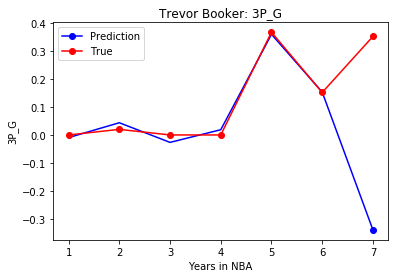 Trevor Booker: 3P_G
Prediction
True
3P_G
0.4
0.3
0.2
0.1
0.0
−0.1
−0.2
−0.3
1 2 3 4 5 6 7
Years in NBA